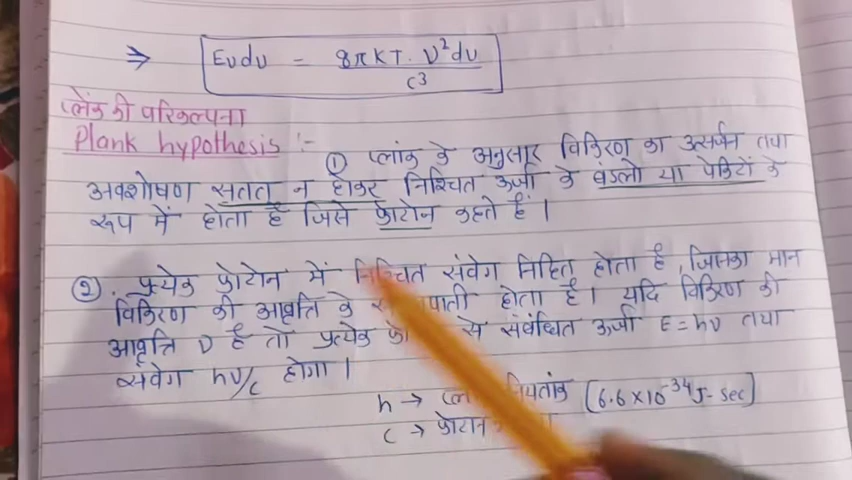 ⇒ Eνdν = 8πKT. ν²dν / c³
प्लेंक की परिकल्पना
Plank hypothesis :-
① प्लांक के अनुसार विकिरण का उत्सर्जन तथा
अवशोषण सतत न होकर निश्चित ऊर्जा के बण्डलो या पेकिटों के
रूप में होता है जिसे फोटोन कहते हैं।
② . प्रत्येक फोटोन में निश्चित संवेग निहित होता है, जिसका मान
विकिरण की आवृत्ति के होता है। यदि विकिरण की
आवृत्ति ν है तो प्रत्येक से संबंधित ऊर्जा E = hν तथा
संवेग hν/c होगा।
h → (6.6 × 10⁻³⁴ J- sec)
c →